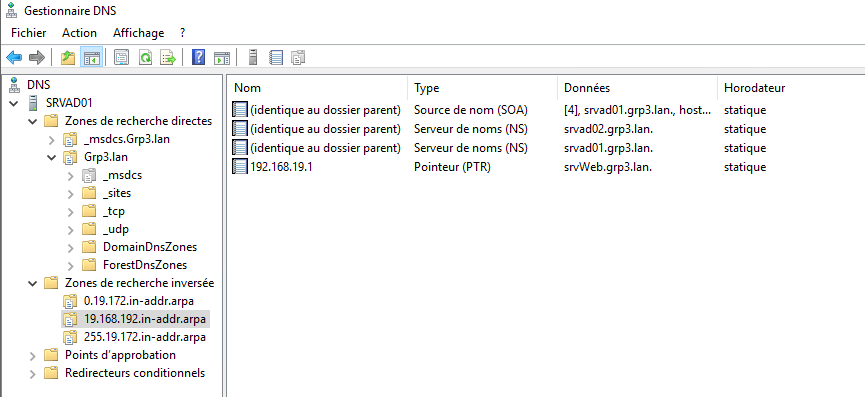 Gestionnaire DNS
Fichier Action Affichage ?
DNS
SRVAD01
Zones de recherche directes
_msdcs.Grp3.lan
Grp3.lan
_msdcs
_sites
_tcp
_udp
DomainDnsZones
ForestDnsZones
Zones de recherche inversée
0.19.172.in-addr.arpa
19.168.192.in-addr.arpa
255.19.172.in-addr.arpa
Points d'approbation
Redirecteurs conditionnels
Nom Type Données Horodateur
(identique au dossier parent) Source de nom (SOA) [4], srvad01.grp3.lan., host... statique
(identique au dossier parent) Serveur de noms (NS) srvad02.grp3.lan. statique
(identique au dossier parent) Serveur de noms (NS) srvad01.grp3.lan. statique
192.168.19.1 Pointeur (PTR) srvWeb.grp3.lan. statique